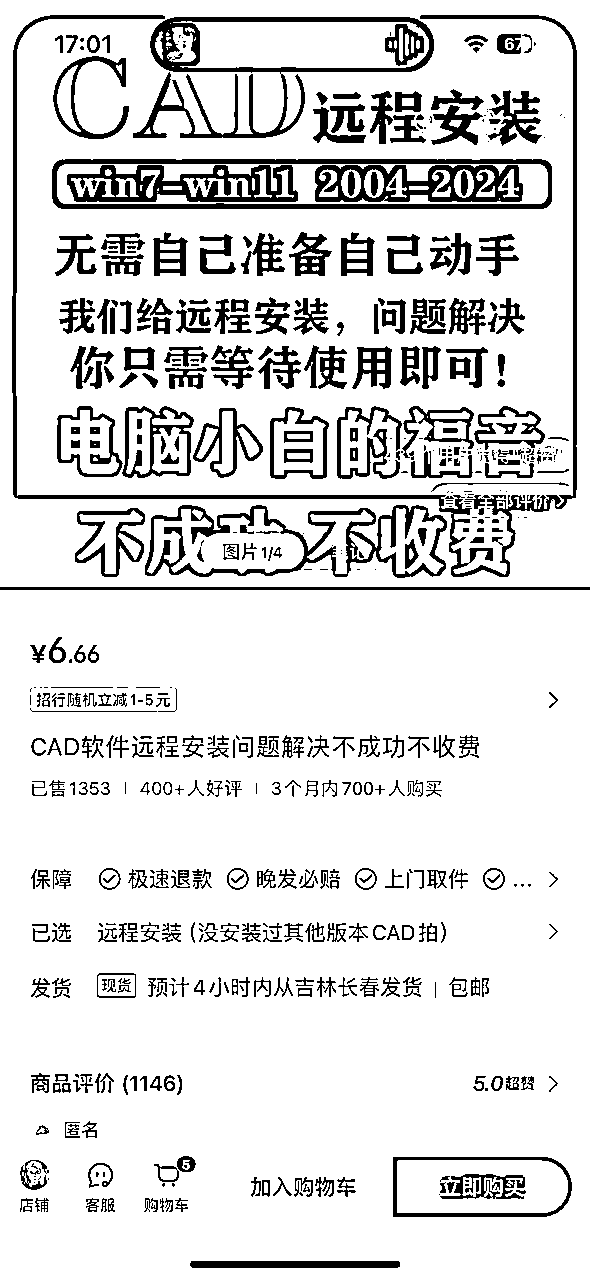 17:01
67
CAD 远程安装
win7-win11 2004-2024
无需自己准备自己动手
我们给远程安装，问题解决
你只需等待使用即可！
电脑小白的福音
查看全部评价
不成功 不收费
图片1/4
¥6.66
招行随机立减1-5元
CAD软件远程安装问题解决不成功不收费
已售1353 | 400+人好评 | 3个月内700+人购买
保障 极速退款 晚发必赔 上门取件 ...
已选 远程安装（没安装过其他版本CAD拍）
发货 现货 预计4小时内从吉林长春发货 | 包邮
商品评价 (1146) 5.0超赞
匿名
5
店铺 客服 购物车 加入购物车 立即购买